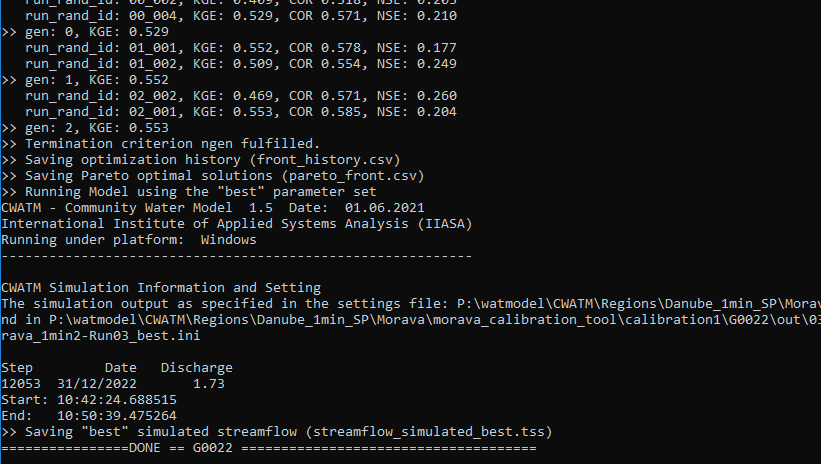 run_rand_id: 00_002, KGE: 0.409, COR 0.518, NSE: 0.205
run_rand_id: 00_004, KGE: 0.529, COR 0.571, NSE: 0.210
>> gen: 0, KGE: 0.529
run_rand_id: 01_001, KGE: 0.552, COR 0.578, NSE: 0.177
run_rand_id: 01_002, KGE: 0.509, COR 0.554, NSE: 0.249
>> gen: 1, KGE: 0.552
run_rand_id: 02_002, KGE: 0.469, COR 0.571, NSE: 0.260
run_rand_id: 02_001, KGE: 0.553, COR 0.585, NSE: 0.204
>> gen: 2, KGE: 0.553
>> Termination criterion ngen fulfilled.
>> Saving optimization history (front_history.csv)
>> Saving Pareto optimal solutions (pareto_front.csv)
>> Running Model using the "best" parameter set
CWATM - Community Water Model  1.5  Date:  01.06.2021
International Institute of Applied Systems Analysis (IIASA)
Running under platform:  Windows
-----------------------------------------------------------
CWATM Simulation Information and Setting
The simulation output as specified in the settings file: P:\watmodel\CWATM\Regions\Danube_1min_SP\Morav
nd in P:\watmodel\CWATM\Regions\Danube_1min_SP\Morava\morava_calibration_tool\calibration1\G0022\out\03
rava_1min2-Run03_best.ini
Step         Date   Discharge
12053  31/12/2022       1.73
Start: 10:42:24.688515
End:   10:50:39.475264
>> Saving "best" simulated streamflow (streamflow_simulated_best.tss)
================DONE == G0022 =====================================